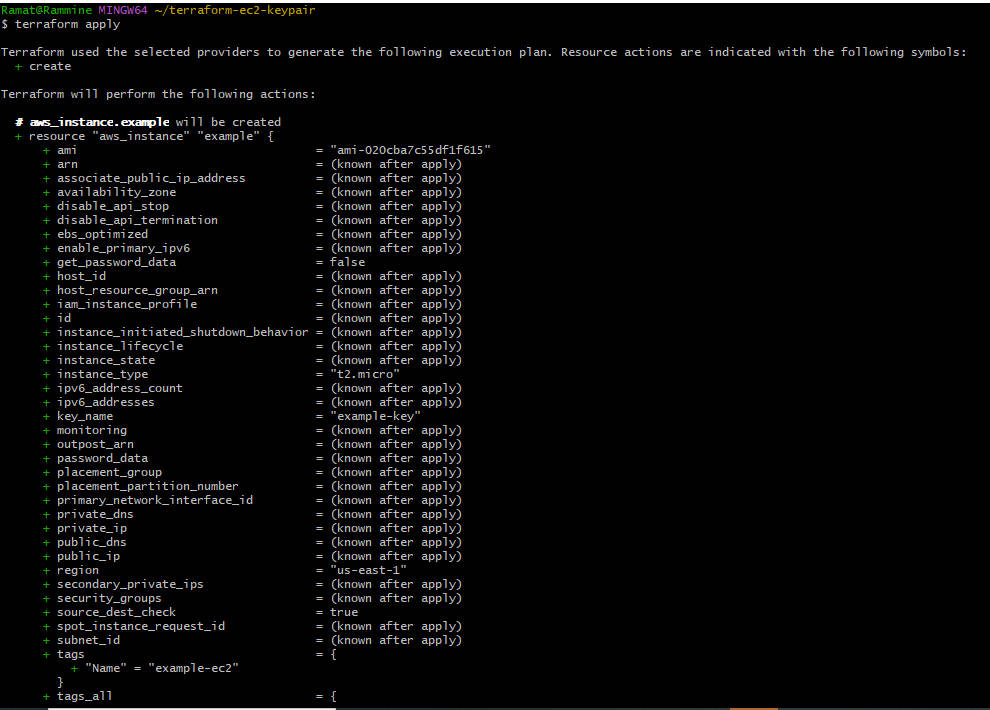 Ramat@Rammine MINGW64 ~/terraform-ec2-keypair
$ terraform apply
Terraform used the selected providers to generate the following execution plan. Resource actions are indicated with the following symbols:
+ create
Terraform will perform the following actions:
# aws_instance.example will be created
+ resource "aws_instance" "example" {
+ ami = "ami-020cba7c55df1f615"
+ arn = (known after apply)
+ associate_public_ip_address = (known after apply)
+ availability_zone = (known after apply)
+ disable_api_stop = (known after apply)
+ disable_api_termination = (known after apply)
+ ebs_optimized = (known after apply)
+ enable_primary_ipv6 = (known after apply)
+ get_password_data = false
+ host_id = (known after apply)
+ host_resource_group_arn = (known after apply)
+ iam_instance_profile = (known after apply)
+ id = (known after apply)
+ instance_initiated_shutdown_behavior = (known after apply)
+ instance_lifecycle = (known after apply)
+ instance_state = (known after apply)
+ instance_type = "t2.micro"
+ ipv6_address_count = (known after apply)
+ ipv6_addresses = (known after apply)
+ key_name = "example-key"
+ monitoring = (known after apply)
+ outpost_arn = (known after apply)
+ password_data = (known after apply)
+ placement_group = (known after apply)
+ placement_partition_number = (known after apply)
+ primary_network_interface_id = (known after apply)
+ private_dns = (known after apply)
+ private_ip = (known after apply)
+ public_dns = (known after apply)
+ public_ip = (known after apply)
+ region = "us-east-1"
+ secondary_private_ips = (known after apply)
+ security_groups = (known after apply)
+ source_dest_check = true
+ spot_instance_request_id = (known after apply)
+ subnet_id = (known after apply)
+ tags = {
+ "Name" = "example-ec2"
}
+ tags_all = {